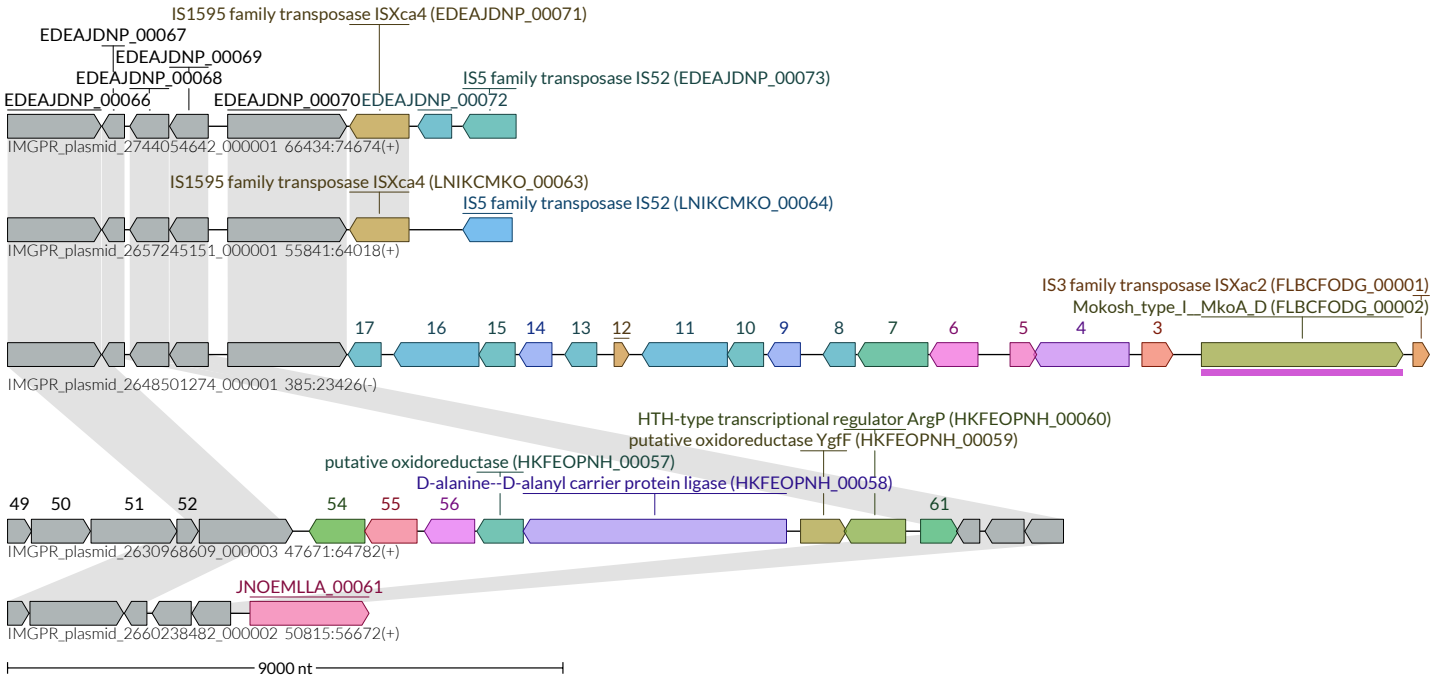 IS1595 family transposase ISXca4 (EDEAJDNP_00071)
EDEAJDNP_00067
EDEAJDNP_00069
EDEAJDNP_00068
IS5 family transposase IS52 (EDEAJDNP_00073)
EDEAJDNP_00066
EDEAJDNP_00070
EDEAJDNP_00072
IMGPR_plasmid_2744054642_000001 66434:74674(+)
IS1595 family transposase ISXca4 (LNIKCMKO_00063)
IS5 family transposase IS52 (LNIKCMKO_00064)
IMGPR_plasmid_2657245151_000001 55841:64018(+)
IS3 family transposase ISXac2 (FLBCFODG_00001)
Mokosh_type_I__MkoA_D (FLBCFODG_00002)
17 16 15 14 13 12 11 10 9 8 7 6 5 4 3
IMGPR_plasmid_2648501274_000001 385:23426(-)
HTH-type transcriptional regulator ArgP (HKFEOPNH_00060)
putative oxidoreductase YgfF (HKFEOPNH_00059)
putative oxidoreductase (HKFEOPNH_00057)
D-alanine--D-alanyl carrier protein ligase (HKFEOPNH_00058)
49 50 51 52 54 55 56 61
IMGPR_plasmid_2630968609_000003 47671:64782(+)
JNOEMLLA_00061
IMGPR_plasmid_2660238482_000002 50815:56672(+)
9000 nt